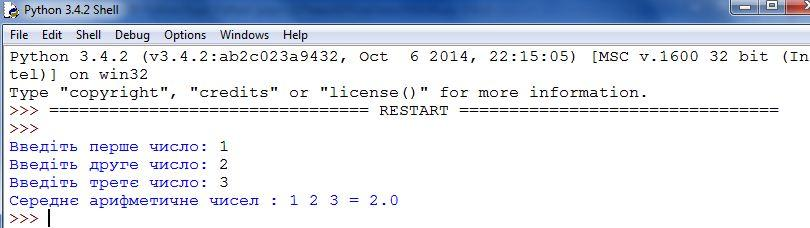 Python 3.4.2 Shell
File Edit Shell Debug Options Windows Help
Python 3.4.2 (v3.4.2:ab2c023a9432, Oct  6 2014, 22:15:05) [MSC v.1600 32 bit (In
tel)] on win32
Type "copyright", "credits" or "license()" for more information.
>>> ================================ RESTART ================================
>>>
Введіть перше число: 1
Введіть друге число: 2
Введіть третє число: 3
Середнє арифметичне чисел : 1 2 3 = 2.0
>>>